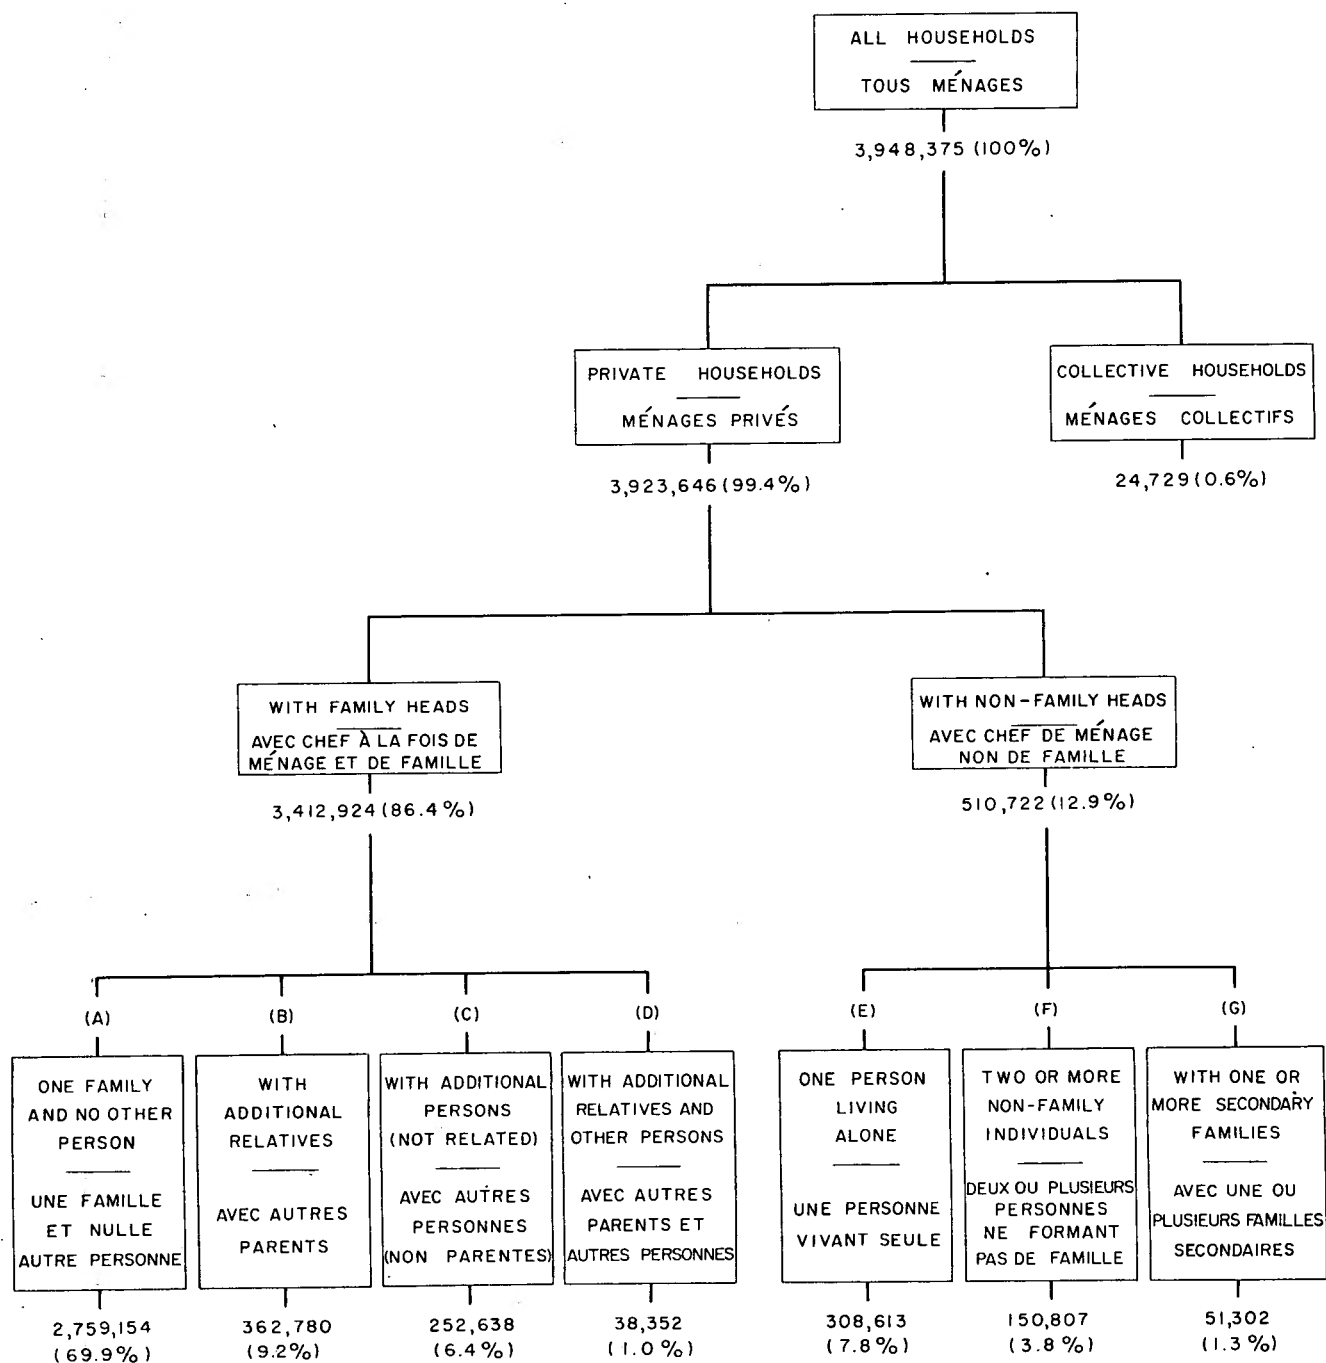 ALL HOUSEHOLDS
TOUS MÉNAGES
3,948,375 (100%)
PRIVATE HOUSEHOLDS
MÉNAGES PRIVÉS
3,923,646 (99.4%)
COLLECTIVE HOUSEHOLDS
MÉNAGES COLLECTIFS
24,729 (0.6%)
WITH FAMILY HEADS
AVEC CHEF À LA FOIS DE
MÉNAGE ET DE FAMILLE
3,412,924 (86.4%)
WITH NON-FAMILY HEADS
AVEC CHEF DE MÉNAGE
NON DE FAMILLE
510,722 (12.9%)
(A)
ONE FAMILY
AND NO OTHER
PERSON
UNE FAMILLE
ET NULLE
AUTRE PERSONNE
2,759,154
(69.9%)
(B)
WITH
ADDITIONAL
RELATIVES
AVEC AUTRES
PARENTS
362,780
(9.2%)
(C)
WITH ADDITIONAL
PERSONS
(NOT RELATED)
AVEC AUTRES
PERSONNES
(NON PARENTES)
252,638
(6.4%)
(D)
WITH ADDITIONAL
RELATIVES AND
OTHER PERSONS
AVEC AUTRES
PARENTS ET
AUTRES PERSONNES
38,352
(1.0%)
(E)
ONE PERSON
LIVING
ALONE
UNE PERSONNE
VIVANT SEULE
308,613
(7.8%)
(F)
TWO OR MORE
NON-FAMILY
INDIVIDUALS
DEUX OU PLUSIEURS
PERSONNES
NE FORMANT
PAS DE FAMILLE
150,807
(3.8%)
(G)
WITH ONE OR
MORE SECONDARY
FAMILIES
AVEC UNE OU
PLUSIEURS FAMILLES
SECONDAIRES
51,302
(1.3%)